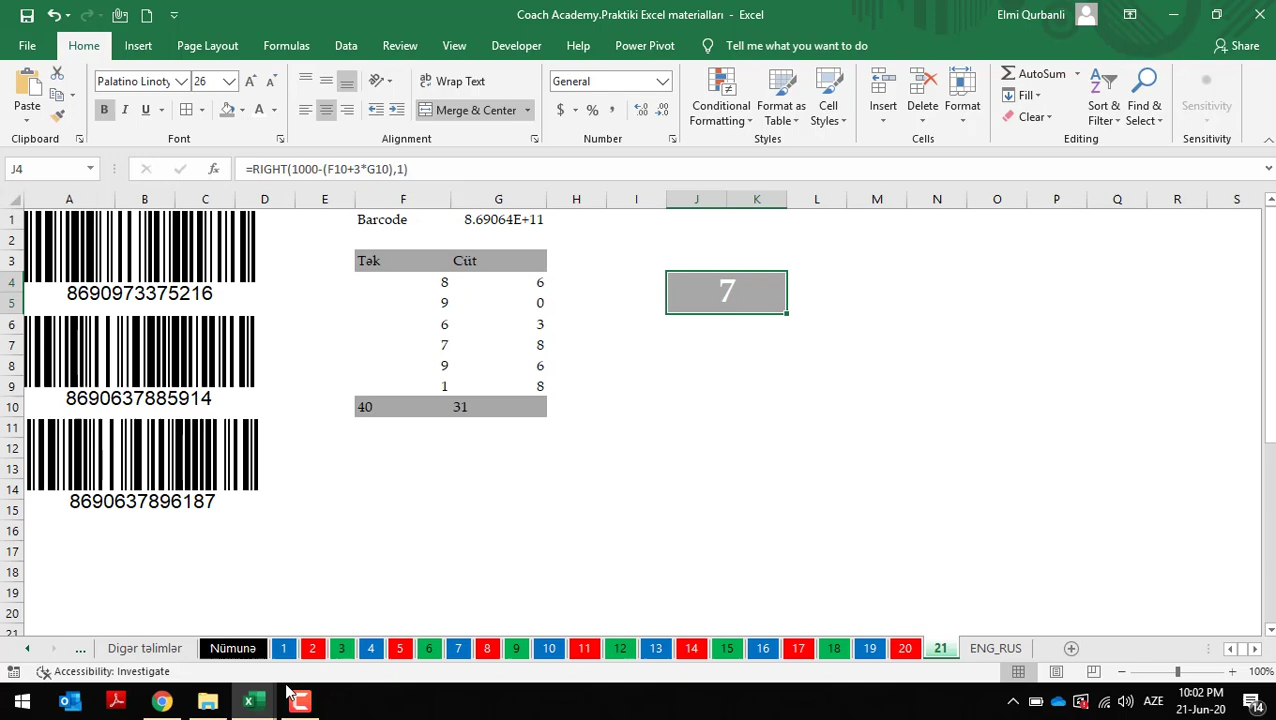 Coach Academy.Praktiki Excel materialları - Excel
Elmi Qurbanli
File Home Insert Page Layout Formulas Data Review View Developer Help Power Pivot Tell me what you want to do Share
Paste
Palatino Linoty 26
B I U
Wrap Text
Merge & Center
General
$ %
Conditional Formatting
Format as Table
Cell Styles
Insert Delete Format
AutoSum
Fill
Clear
Sort & Filter
Find & Select
Sensitivity
Clipboard Font Alignment Number Styles Cells Editing Sensitivity
J4 fx =RIGHT(1000-(F10+3*G10),1)
A B C D E F G H I J K L M N O P Q R S
1 Barcode 8.69064E+11
2
3 Tək Cüt
4 8 6 7
5 9 0
6 6 3
7 7 8
8 9 6
9 1 8
10 40 31
11
12
13
14
15
16
17
18
19
20
21
8690973375216
8690637885914
8690637896187
... Digər təlimlər Nümunə 1 2 3 4 5 6 7 8 9 10 11 12 13 14 15 16 17 18 19 20 21 ENG_RUS
Accessibility: Investigate 100%
AZE
10:02 PM
21-Jun-20
14